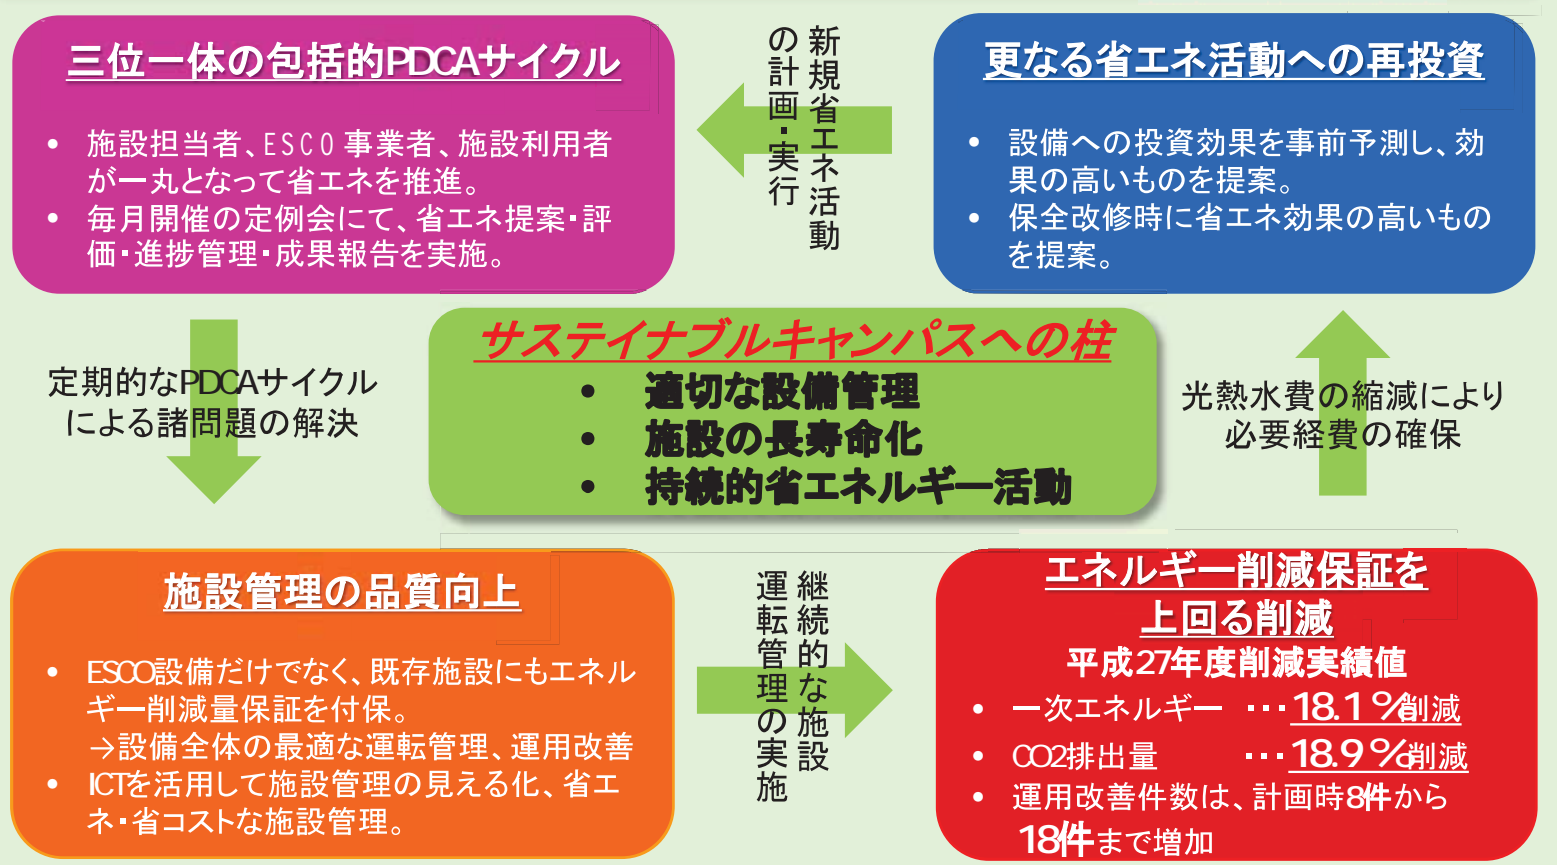 三位一体の包括的PDCAサイクル
• 施設担当者、ESCO事業者、施設利用者
が一丸となって省エネを推進。
• 毎月開催の定例会にて、省エネ提案・評
価・進捗管理・成果報告を実施。
新規省エネ活動
の計画・実行
更なる省エネ活動への再投資
• 設備への投資効果を事前予測し、効
果の高いものを提案。
• 保全改修時に省エネ効果の高いもの
を提案。
定期的なPDCAサイクル
による諸問題の解決
サステイナブルキャンパスへの柱
• 適切な設備管理
• 施設の長寿命化
• 持続的省エネルギー活動
光熱水費の縮減により
必要経費の確保
施設管理の品質向上
• ESCO設備だけでなく、既存施設にもエネル
ギー削減量保証を付保。
→設備全体の最適な運転管理、運用改善
• ICTを活用して施設管理の見える化、省エ
ネ・省コストな施設管理。
継続的な施設
運転管理の実施
エネルギー削減保証を
上回る削減
平成27年度削減実績値
• 一次エネルギー ・・・18.1%削減
• CO2排出量 ・・・18.9%削減
• 運用改善件数は、計画時8件から
18件まで増加